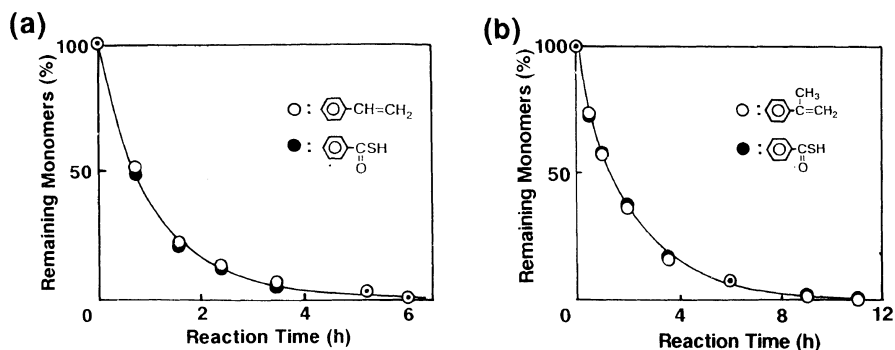 (a)
Remaining Monomers (%)
100
50
0
2
4
6
Reaction Time (h)
○ : CH=CH₂
● : CSH
O
(b)
Remaining Monomers (%)
100
50
0
4
8
12
Reaction Time (h)
CH₃
○ : C=CH₂
● : CSH
O